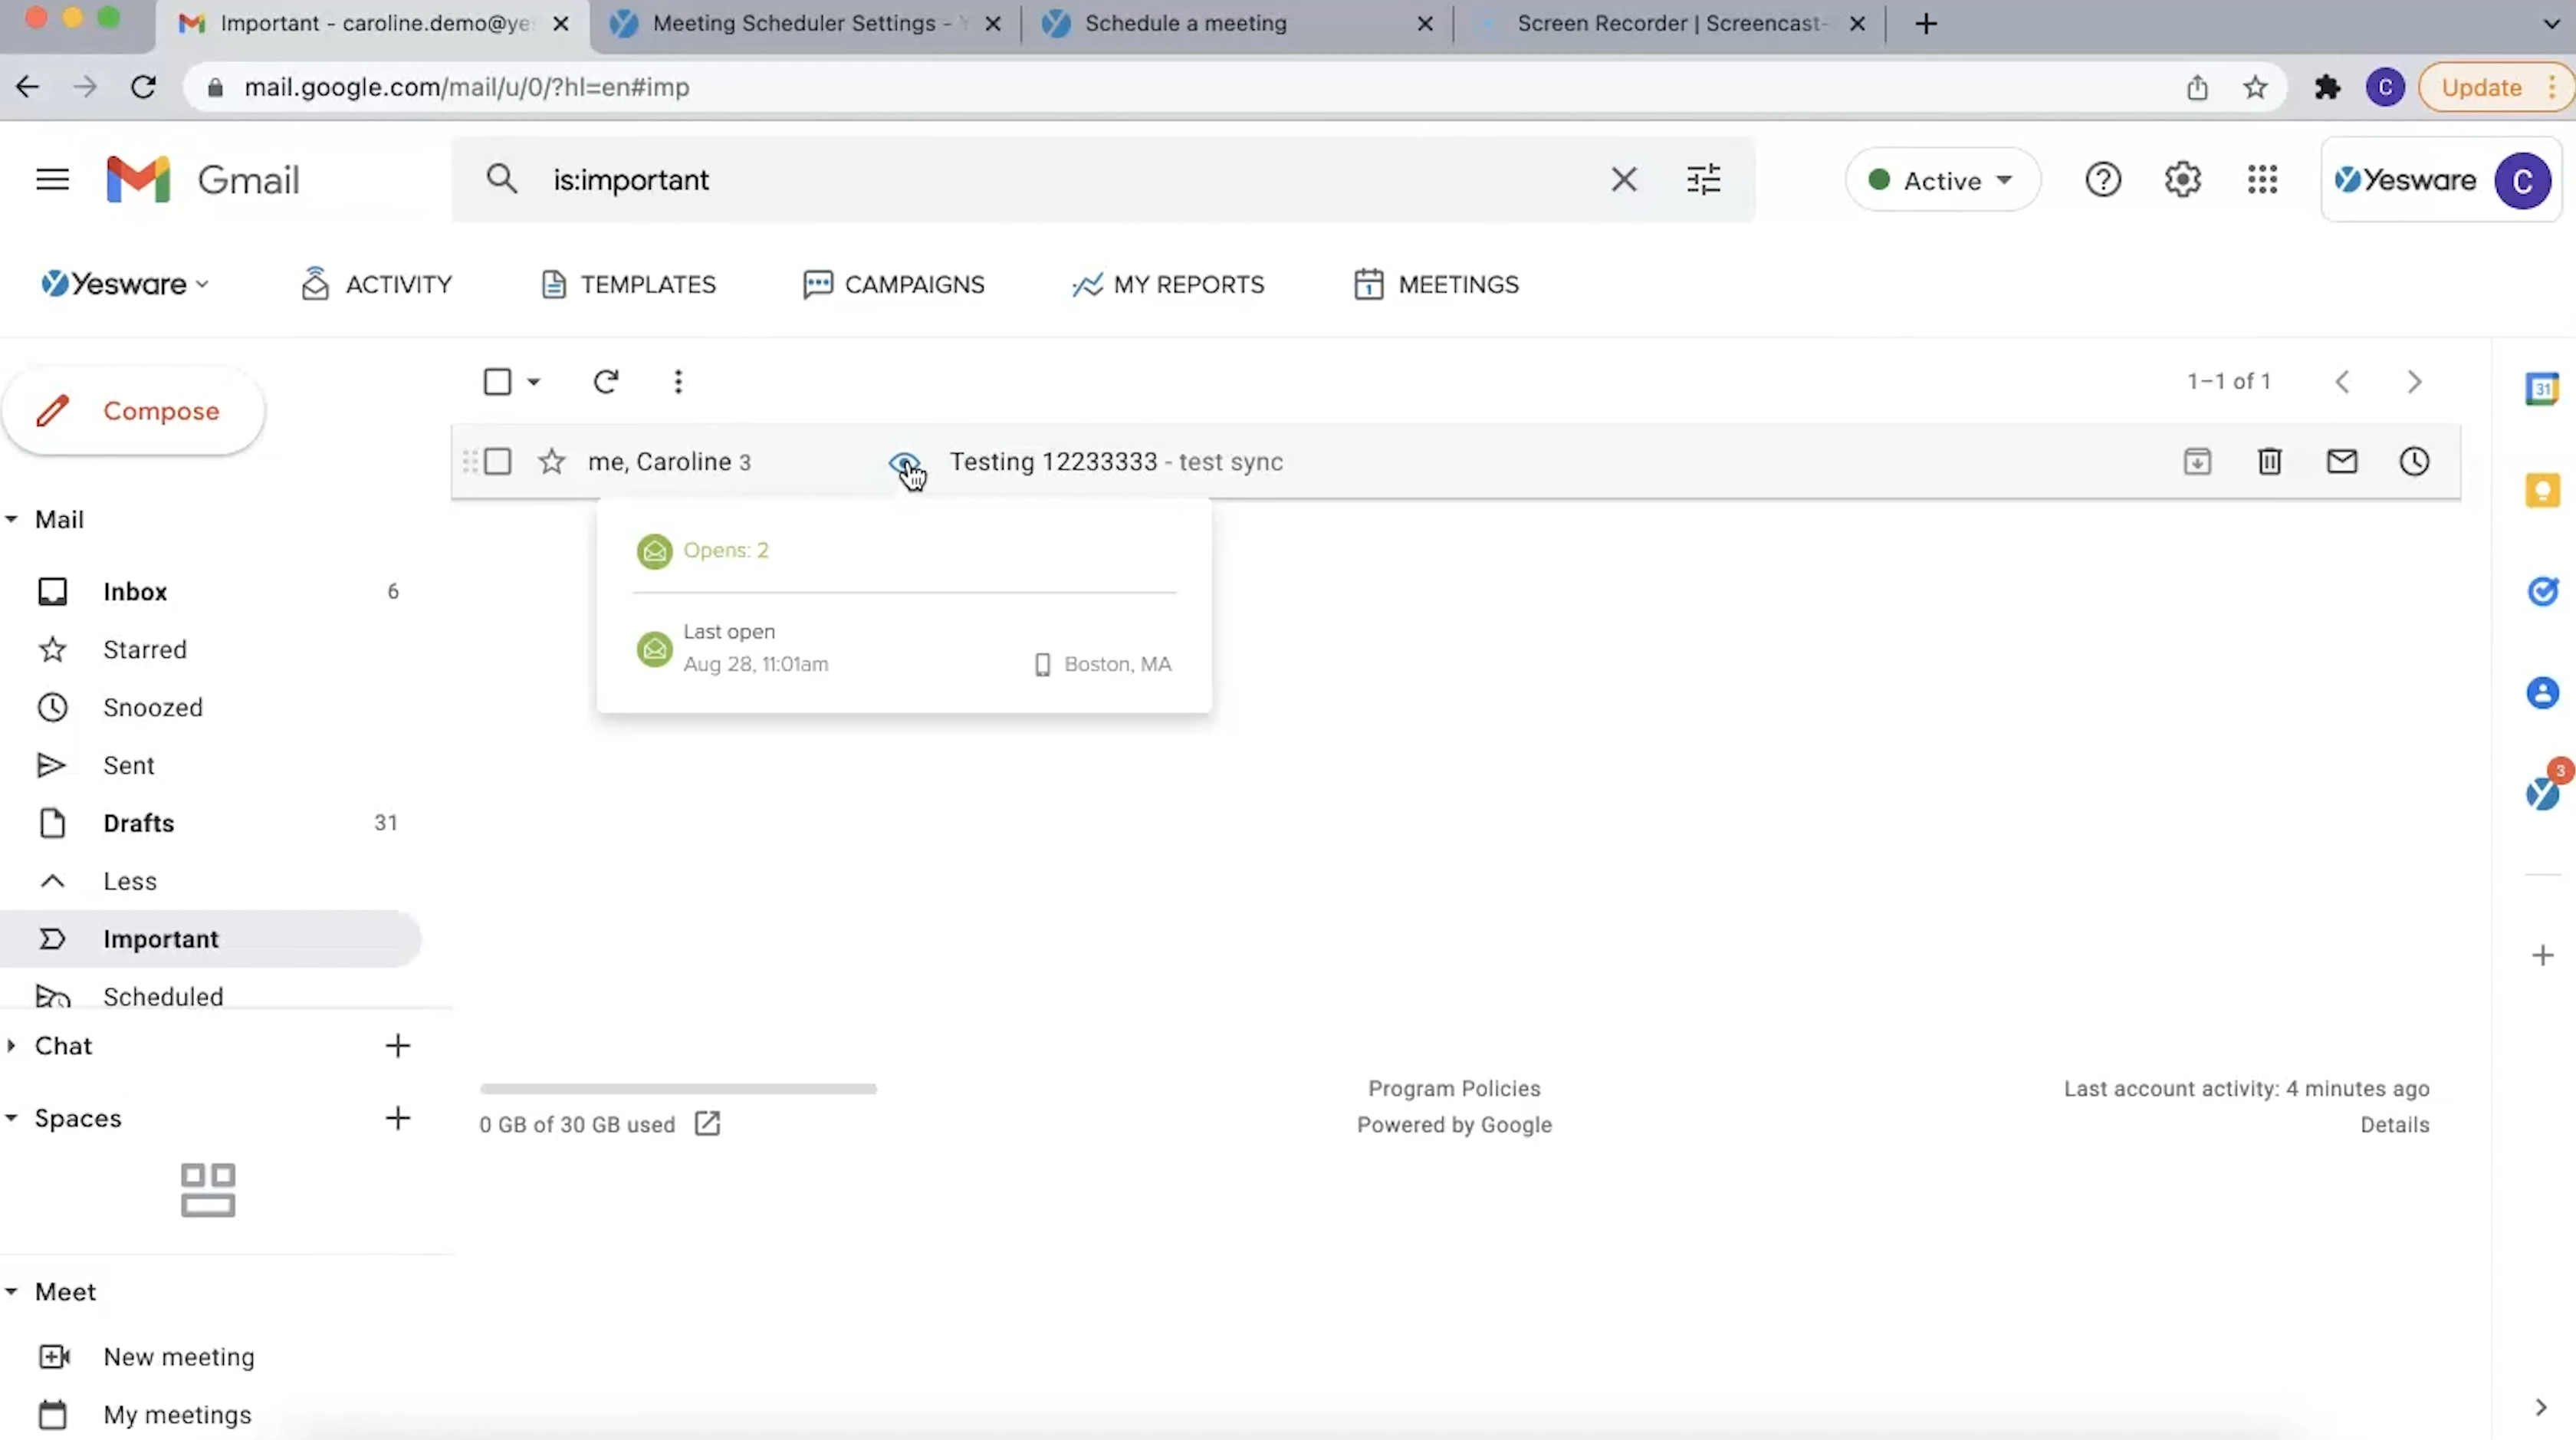 Important - caroline.demo@ye
Meeting Scheduler Settings -
Schedule a meeting
Screen Recorder | Screencast-
mail.google.com/mail/u/0/?hl=en#imp
C
Update
Gmail
is:important
Active
Yesware
C
Yesware
ACTIVITY
TEMPLATES
CAMPAIGNS
MY REPORTS
1
MEETINGS
Compose
1–1 of 1
31
me, Caroline 3
Testing 12233333 - test sync
Opens: 2
Last open
Aug 28, 11:01am
Boston, MA
Mail
Inbox 6
Starred
Snoozed
Sent
Drafts 31
Less
Important
Scheduled
3
Chat
Spaces
Meet
New meeting
My meetings
0 GB of 30 GB used
Program Policies
Powered by Google
Last account activity: 4 minutes ago
Details